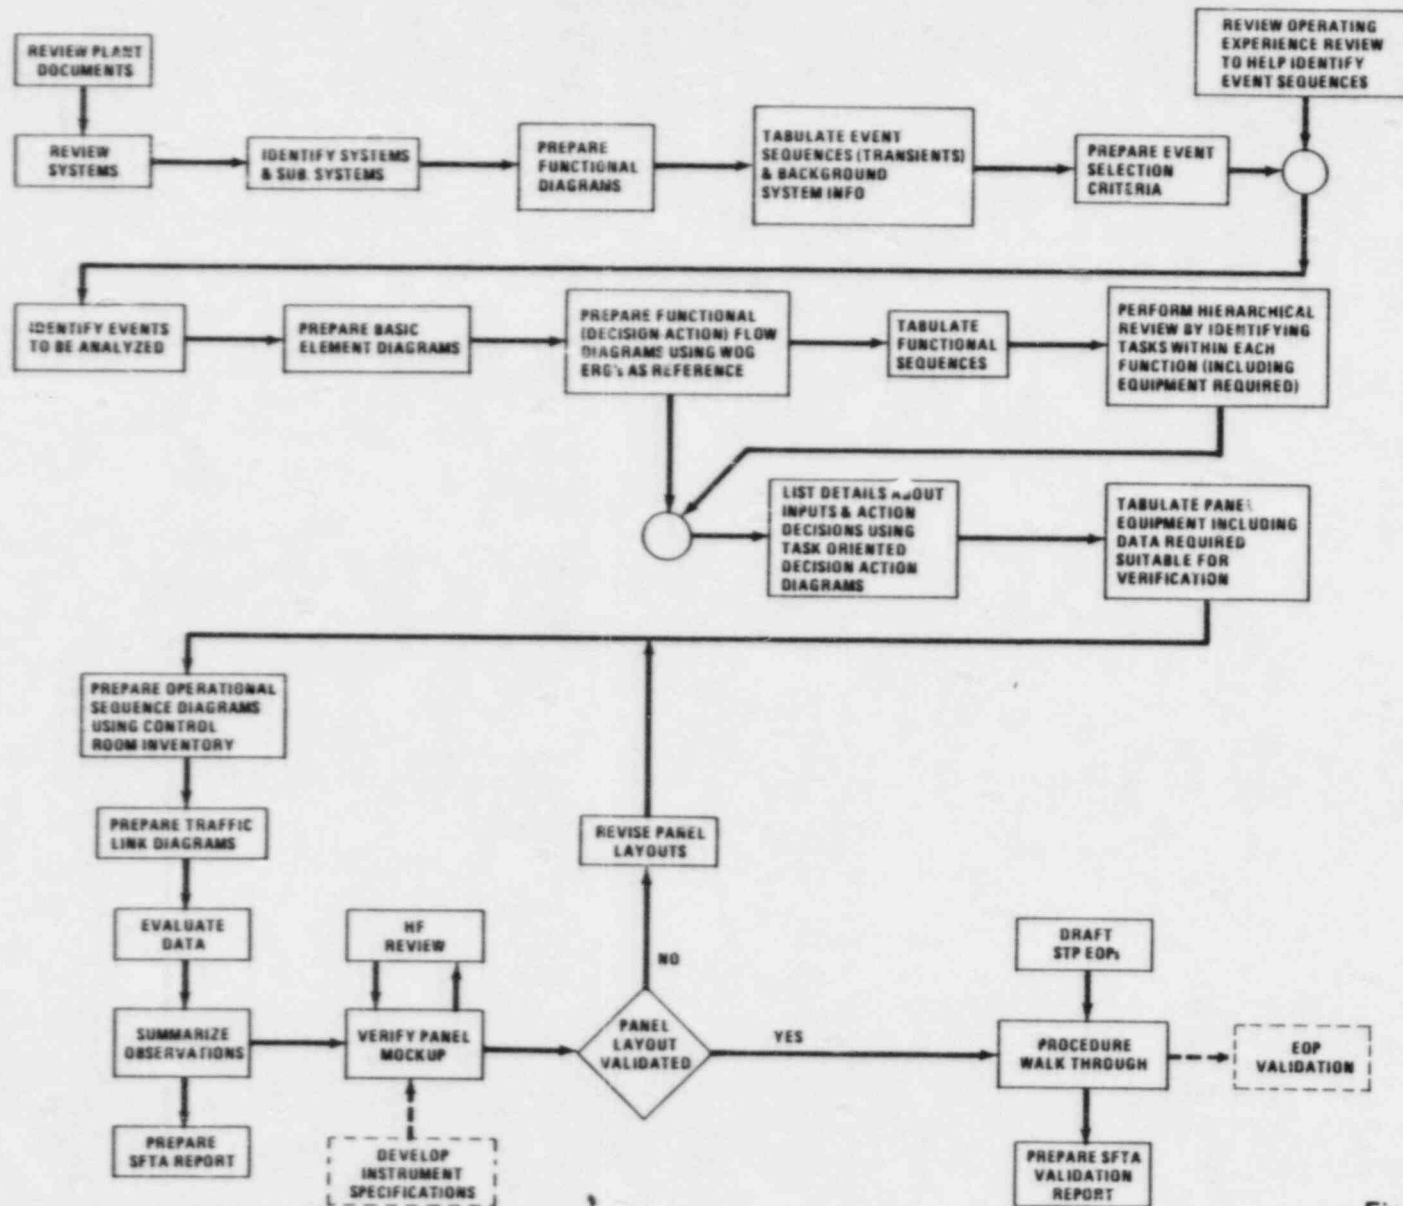 REVIEW PLANT
DOCUMENTS
REVIEW OPERATING
EXPERIENCE REVIEW
TO HELP IDENTIFY
EVENT SEQUENCES
REVIEW
SYSTEMS
IDENTIFY SYSTEMS
& SUB. SYSTEMS
PREPARE
FUNCTIONAL
DIAGRAMS
TABULATE EVENT
SEQUENCES (TRANSIENTS)
& BACKGROUND
SYSTEM INFO
PREPARE EVENT
SELECTION
CRITERIA
IDENTIFY EVENTS
TO BE ANALYZED
PREPARE BASIC
ELEMENT DIAGRAMS
PREPARE FUNCTIONAL
(DECISION ACTION) FLOW
DIAGRAMS USING WOG
ERG's AS REFERENCE
TABULATE
FUNCTIONAL
SEQUENCES
PERFORM HIERARCHICAL
REVIEW BY IDENTIFYING
TASKS WITHIN EACH
FUNCTION (INCLUDING
EQUIPMENT REQUIRED)
LIST DETAILS ABOUT
INPUTS & ACTION
DECISIONS USING
TASK ORIENTED
DECISION ACTION
DIAGRAMS
TABULATE PANEL
EQUIPMENT INCLUDING
DATA REQUIRED
SUITABLE FOR
VERIFICATION
PREPARE OPERATIONAL
SEQUENCE DIAGRAMS
USING CONTROL
ROOM INVENTORY
PREPARE TRAFFIC
LINK DIAGRAMS
REVISE PANEL
LAYOUTS
EVALUATE
DATA
HF
REVIEW
NO
DRAFT
STP EOPs
SUMMARIZE
OBSERVATIONS
VERIFY PANEL
MOCKUP
PANEL
LAYOUT
VALIDATED
YES
PROCEDURE
WALK THROUGH
EOP
VALIDATION
PREPARE
SFTA REPORT
DEVELOP
INSTRUMENT
SPECIFICATIONS
PREPARE SFTA
VALIDATION
REPORT